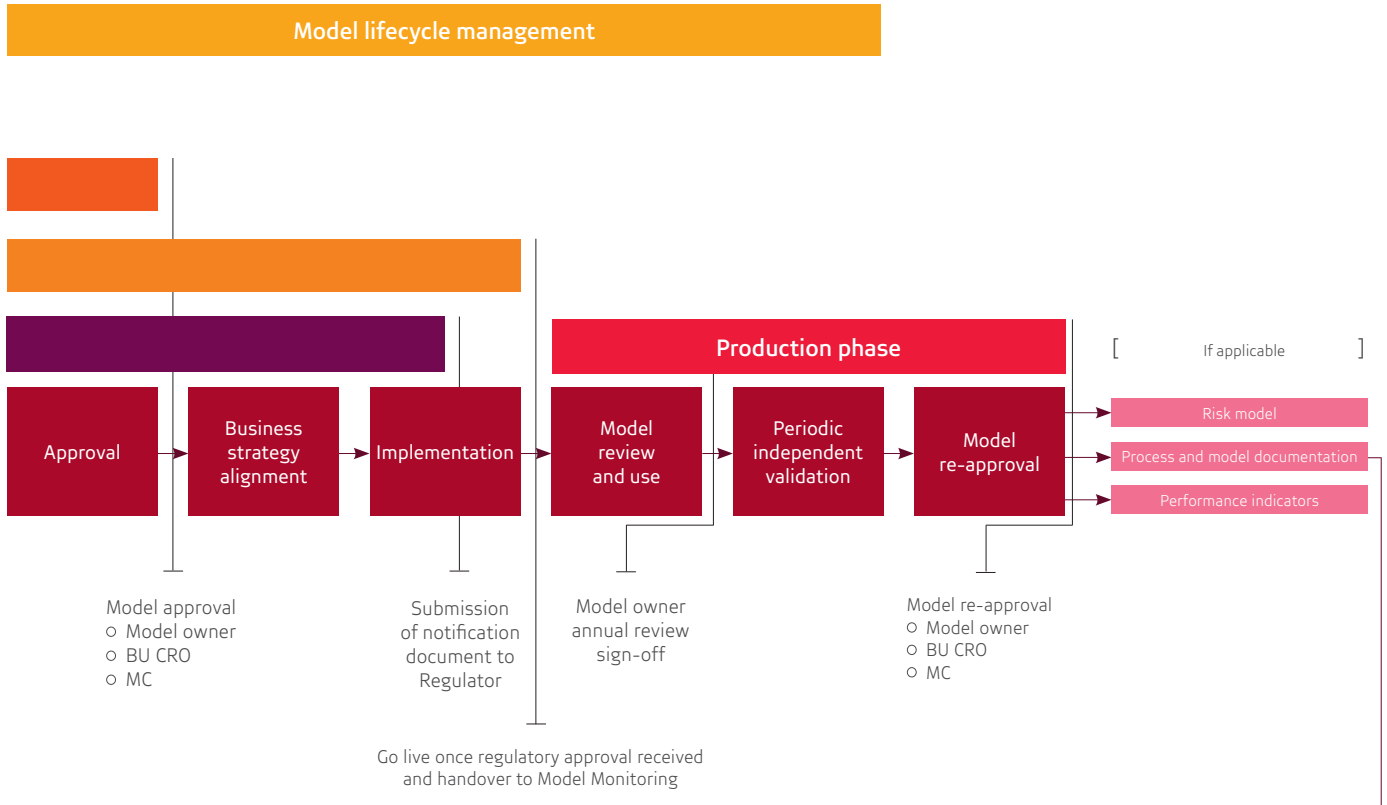 Model lifecycle management
Production phase
[ If applicable ]
Approval
Business
strategy
alignment
Implementation
Model
review
and use
Periodic
independent
validation
Model
re-approval
Risk model
Process and model documentation
Performance indicators
Model approval
○ Model owner
○ BU CRO
○ MC
Submission
of notification
document to
Regulator
Model owner
annual review
sign-off
Model re-approval
○ Model owner
○ BU CRO
○ MC
Go live once regulatory approval received
and handover to Model Monitoring